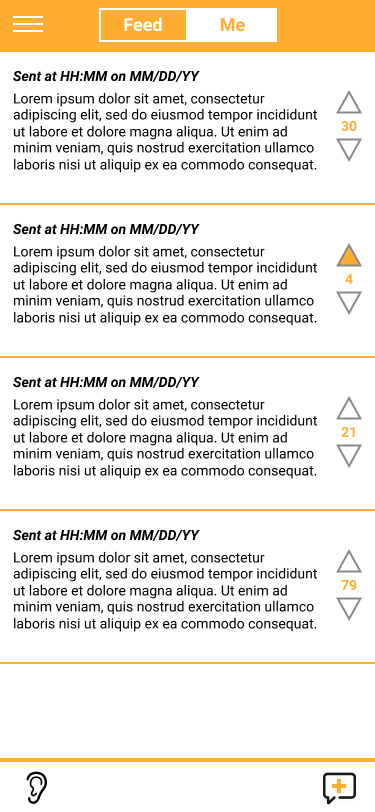 Feed Me
Sent at HH:MM on MM/DD/YY
Lorem ipsum dolor sit amet, consectetur
adipiscing elit, sed do eiusmod tempor incididunt
ut labore et dolore magna aliqua. Ut enim ad
minim veniam, quis nostrud exercitation ullamco
laboris nisi ut aliquip ex ea commodo consequat.
30
Sent at HH:MM on MM/DD/YY
Lorem ipsum dolor sit amet, consectetur
adipiscing elit, sed do eiusmod tempor incididunt
ut labore et dolore magna aliqua. Ut enim ad
minim veniam, quis nostrud exercitation ullamco
laboris nisi ut aliquip ex ea commodo consequat.
4
Sent at HH:MM on MM/DD/YY
Lorem ipsum dolor sit amet, consectetur
adipiscing elit, sed do eiusmod tempor incididunt
ut labore et dolore magna aliqua. Ut enim ad
minim veniam, quis nostrud exercitation ullamco
laboris nisi ut aliquip ex ea commodo consequat.
21
Sent at HH:MM on MM/DD/YY
Lorem ipsum dolor sit amet, consectetur
adipiscing elit, sed do eiusmod tempor incididunt
ut labore et dolore magna aliqua. Ut enim ad
minim veniam, quis nostrud exercitation ullamco
laboris nisi ut aliquip ex ea commodo consequat.
79